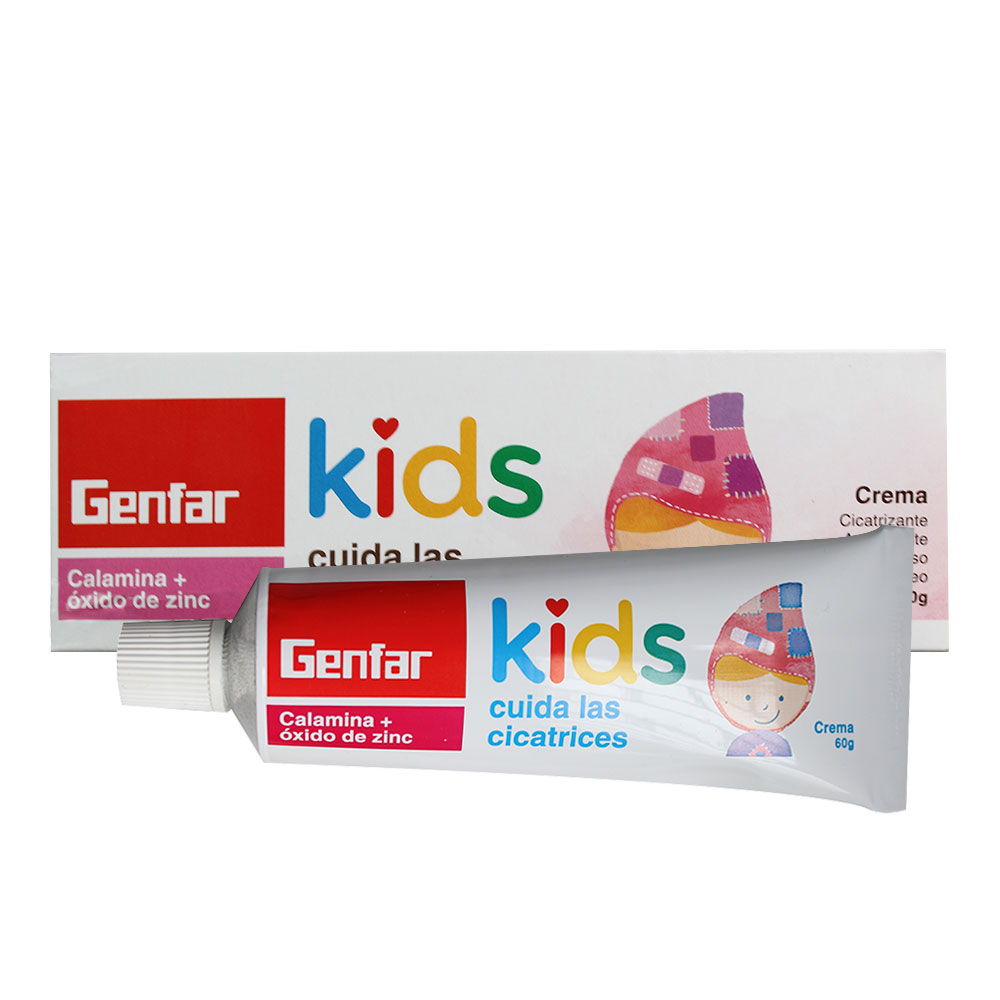 Genfar
Calamina +
óxido de zinc
kids
cuida las
Crema
Cicatrizante
Genfar
Calamina +
óxido de zinc
kids
cuida las
cicatrices
Crema
60g